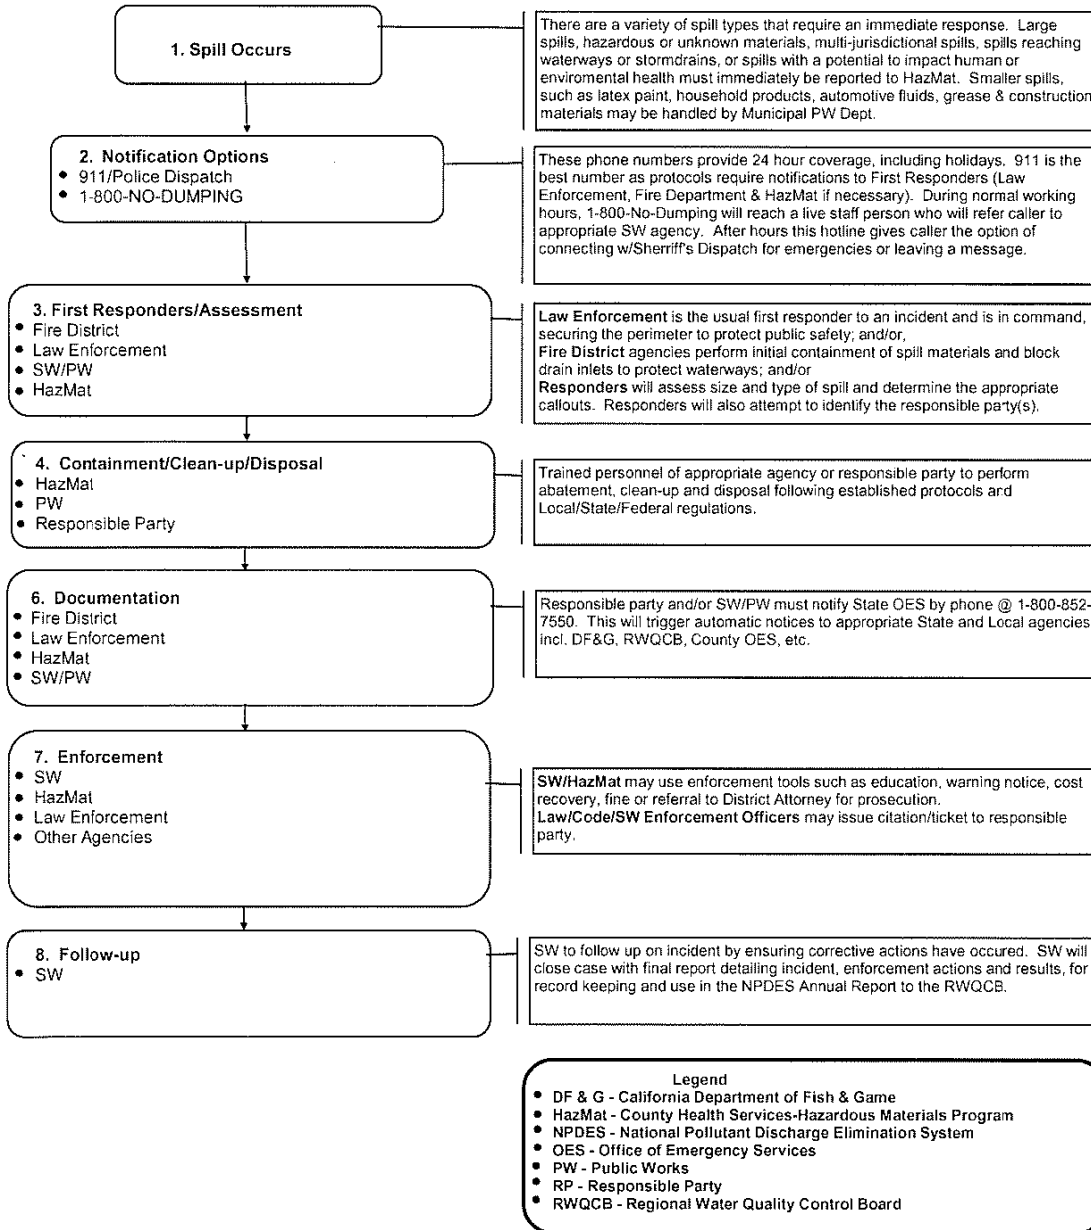 1. Spill Occurs
There are a variety of spill types that require an immediate response. Large
spills, hazardous or unknown materials, multi-jurisdictional spills, spills reaching
waterways or stormdrains, or spills with a potential to impact human or
enviromental health must immediately be reported to HazMat. Smaller spills,
such as latex paint, household products, automotive fluids, grease & construction
materials may be handled by Municipal PW Dept.
2. Notification Options
• 911/Police Dispatch
• 1-800-NO-DUMPING
These phone numbers provide 24 hour coverage, including holidays. 911 is the
best number as protocols require notifications to First Responders (Law
Enforcement, Fire Department & HazMat if necessary). During normal working
hours, 1-800-No-Dumping will reach a live staff person who will refer caller to
appropriate SW agency. After hours this hotline gives caller the option of
connecting w/Sherriff's Dispatch for emergencies or leaving a message.
3. First Responders/Assessment
• Fire District
• Law Enforcement
• SW/PW
• HazMat
Law Enforcement is the usual first responder to an incident and is in command,
securing the perimeter to protect public safety; and/or,
Fire District agencies perform initial containment of spill materials and block
drain inlets to protect waterways; and/or
Responders will assess size and type of spill and determine the appropriate
callouts. Responders will also attempt to identify the responsible party(s).
4. Containment/Clean-up/Disposal
• HazMat
• PW
• Responsible Party
Trained personnel of appropriate agency or responsible party to perform
abatement, clean-up and disposal following established protocols and
Local/State/Federal regulations.
6. Documentation
• Fire District
• Law Enforcement
• HazMat
• SW/PW
Responsible party and/or SW/PW must notify State OES by phone @ 1-800-852-
7550. This will trigger automatic notices to appropriate State and Local agencies
incl. DF&G, RWQCB, County OES, etc.
7. Enforcement
• SW
• HazMat
• Law Enforcement
• Other Agencies
SW/HazMat may use enforcement tools such as education, warning notice, cost
recovery, fine or referral to District Attorney for prosecution.
Law/Code/SW Enforcement Officers may issue citation/ticket to responsible
party.
8. Follow-up
• SW
SW to follow up on incident by ensuring corrective actions have occured. SW will
close case with final report detailing incident, enforcement actions and results, for
record keeping and use in the NPDES Annual Report to the RWQCB.
Legend
• DF & G - California Department of Fish & Game
• HazMat - County Health Services-Hazardous Materials Program
• NPDES - National Pollutant Discharge Elimination System
• OES - Office of Emergency Services
• PW - Public Works
• RP - Responsible Party
• RWQCB - Regional Water Quality Control Board